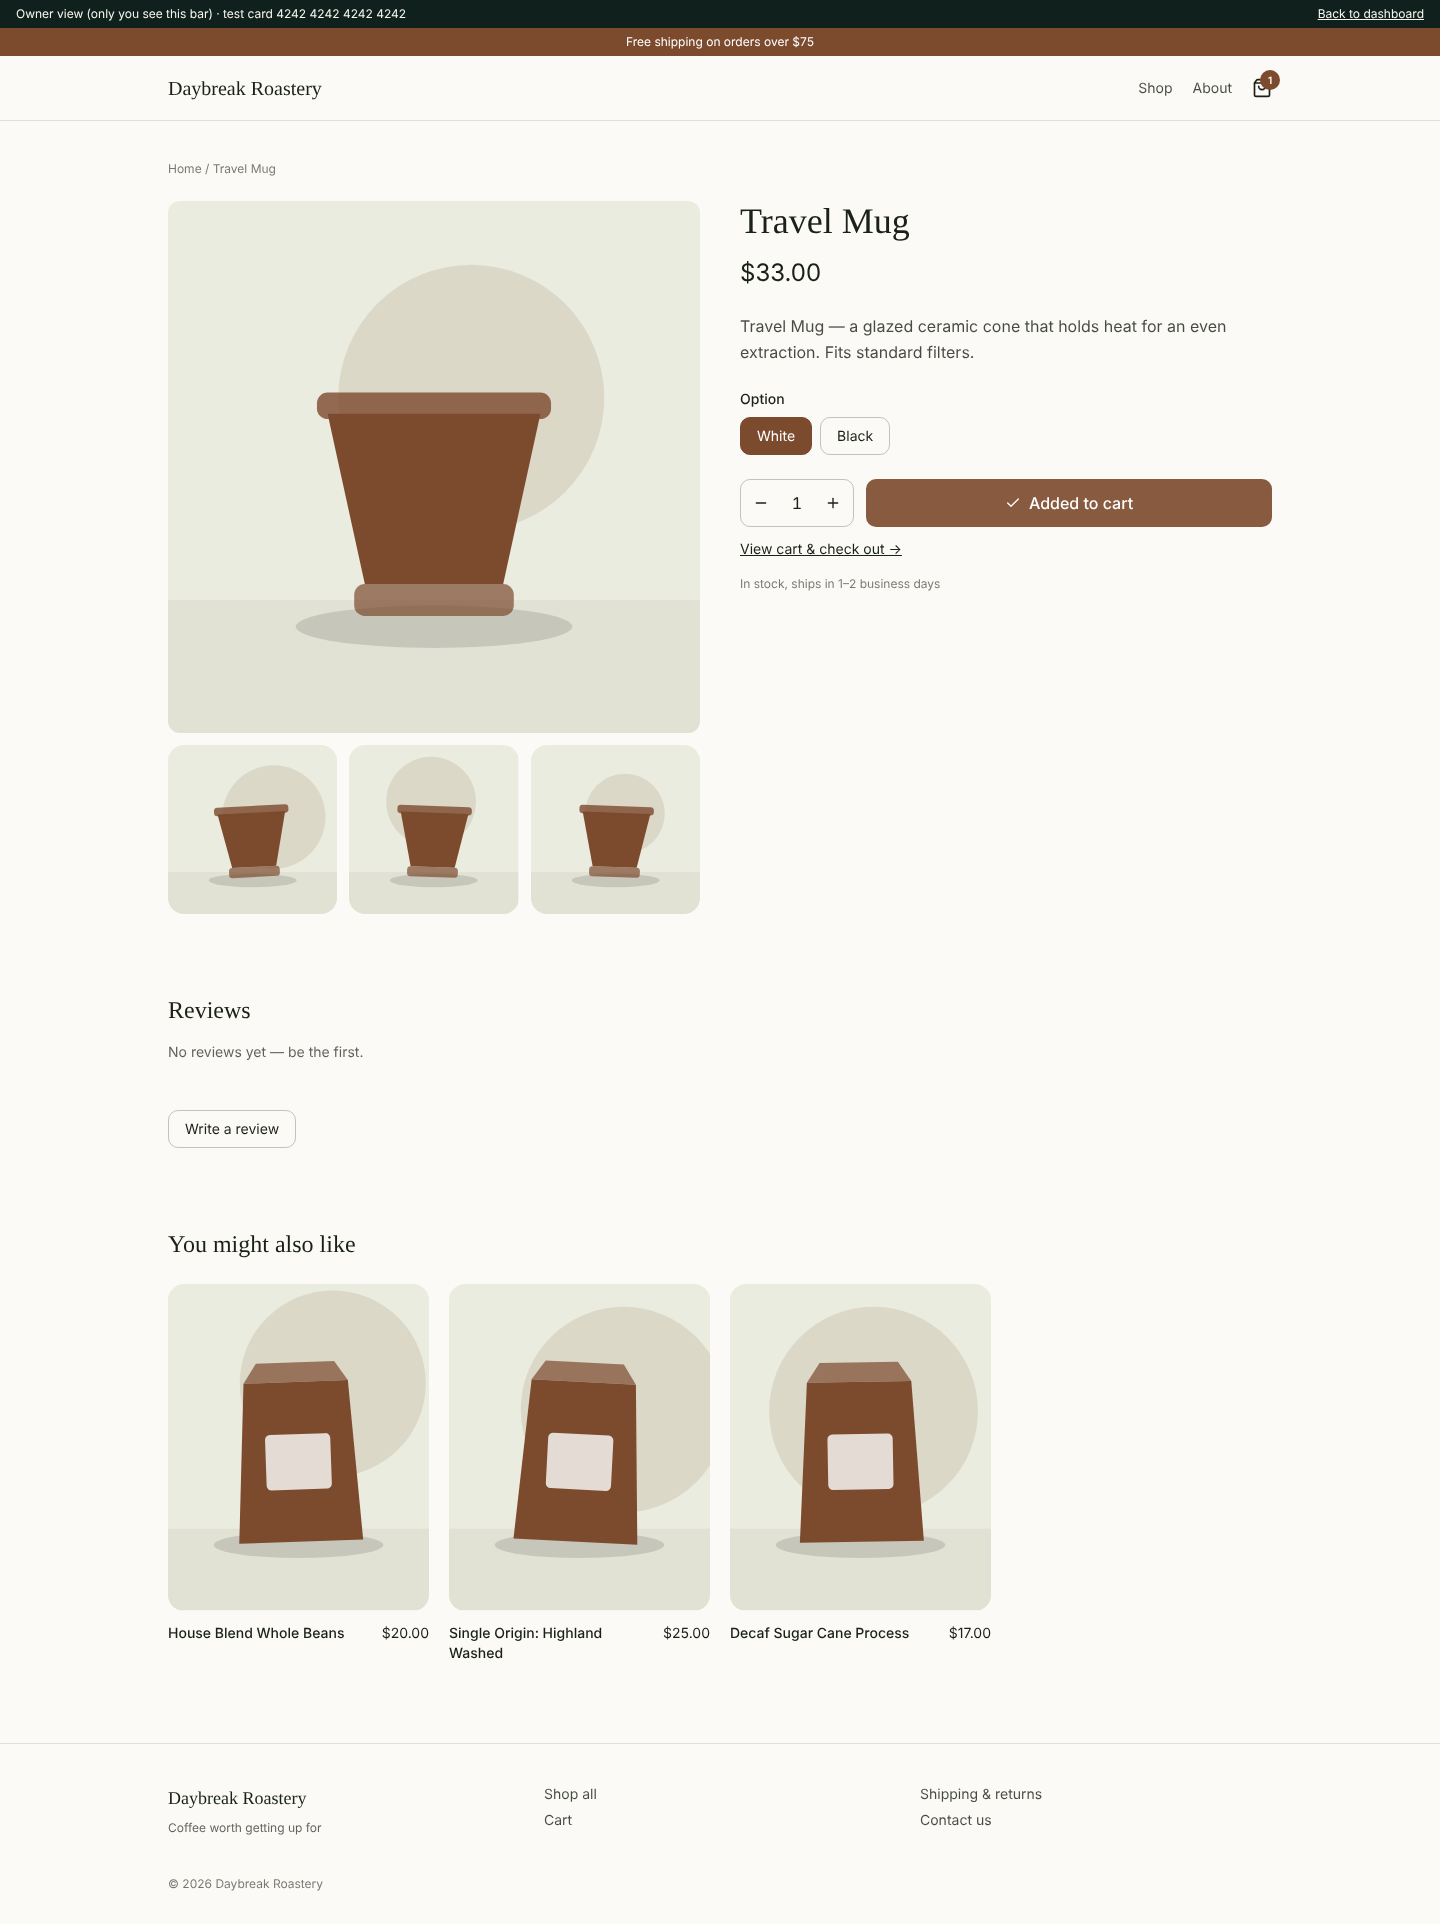 Owner view (only you see this bar) · test card 4242 4242 4242 4242
Back to dashboard
Free shipping on orders over $75
Daybreak Roastery
Shop
About
1
Home / Travel Mug
Travel Mug
$33.00
Travel Mug — a glazed ceramic cone that holds heat for an even
extraction. Fits standard filters.
Option
White
Black
− 1 +
✓ Added to cart
View cart & check out →
In stock, ships in 1–2 business days
Reviews
No reviews yet — be the first.
Write a review
You might also like
House Blend Whole Beans
$20.00
Single Origin: Highland
Washed
$25.00
Decaf Sugar Cane Process
$17.00
Daybreak Roastery
Coffee worth getting up for
Shop all
Cart
Shipping & returns
Contact us
© 2026 Daybreak Roastery